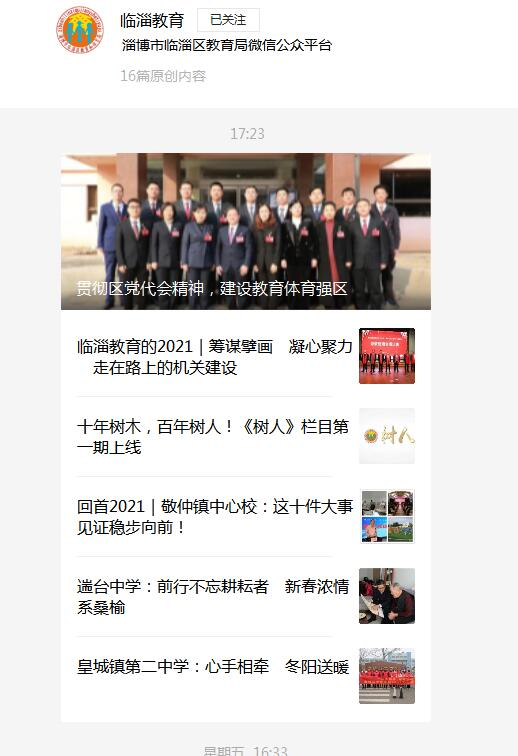 临淄教育 已关注
淄博市临淄区教育局微信公众平台
16篇原创内容
17:23
贯彻区党代会精神，建设教育体育强区
临淄教育的2021｜筹谋擘画　凝心聚力
走在路上的机关建设
十年树木，百年树人！《树人》栏目第
一期上线
树人
回首2021｜敬仲镇中心校：这十件大事
见证稳步向前！
遄台中学：前行不忘耕耘者　新春浓情
系桑榆
皇城镇第二中学：心手相牵　冬阳送暖
星期五 16:33